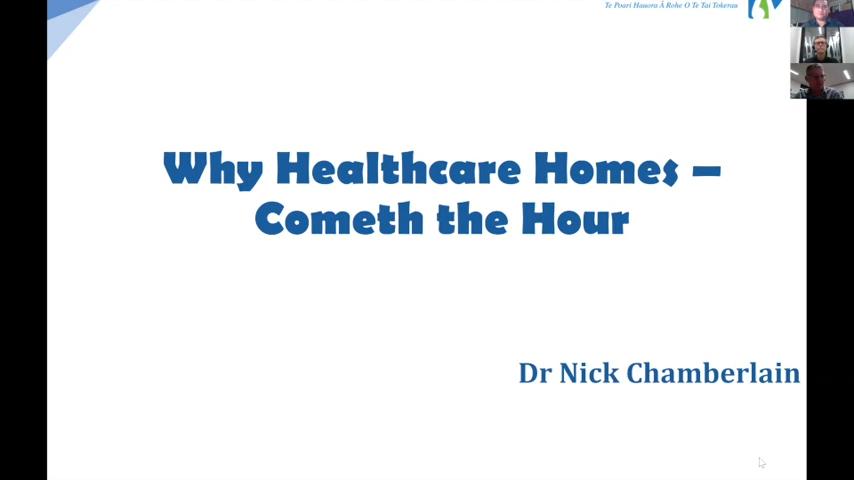 Te Poari Hauora Ā Rohe O Te Tai Tokerau
Why Healthcare Homes –
Cometh the Hour
Dr Nick Chamberlain